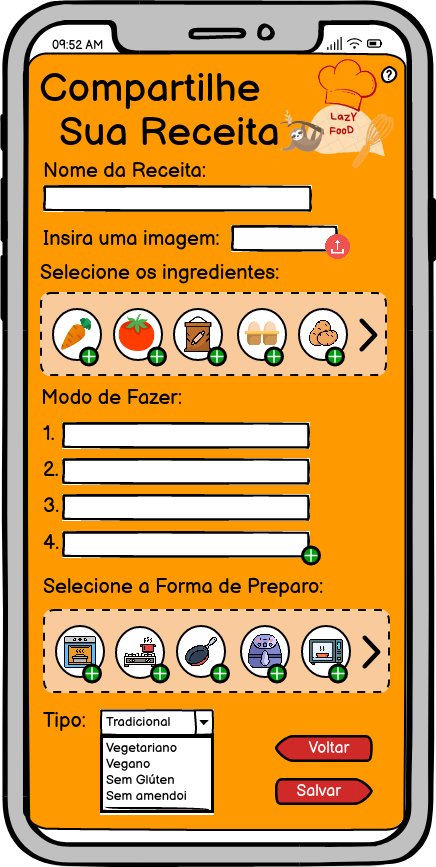 09:52 AM
?
Compartilhe
Sua Receita
LaZY
FooD
Nome da Receita:
Insira uma imagem:
Selecione os ingredientes:
Modo de Fazer:
1.
2.
3.
4.
Selecione a Forma de Preparo:
Tipo:
Tradicional
Vegetariano
Vegano
Sem Glúten
Sem amendoi
Voltar
Salvar